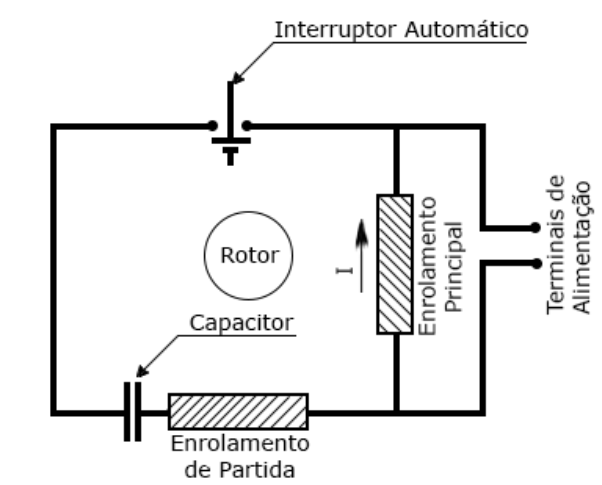 Interruptor Automático
Rotor
I
Enrolamento
Principal
Terminais de
Alimentação
Capacitor
Enrolamento
de Partida